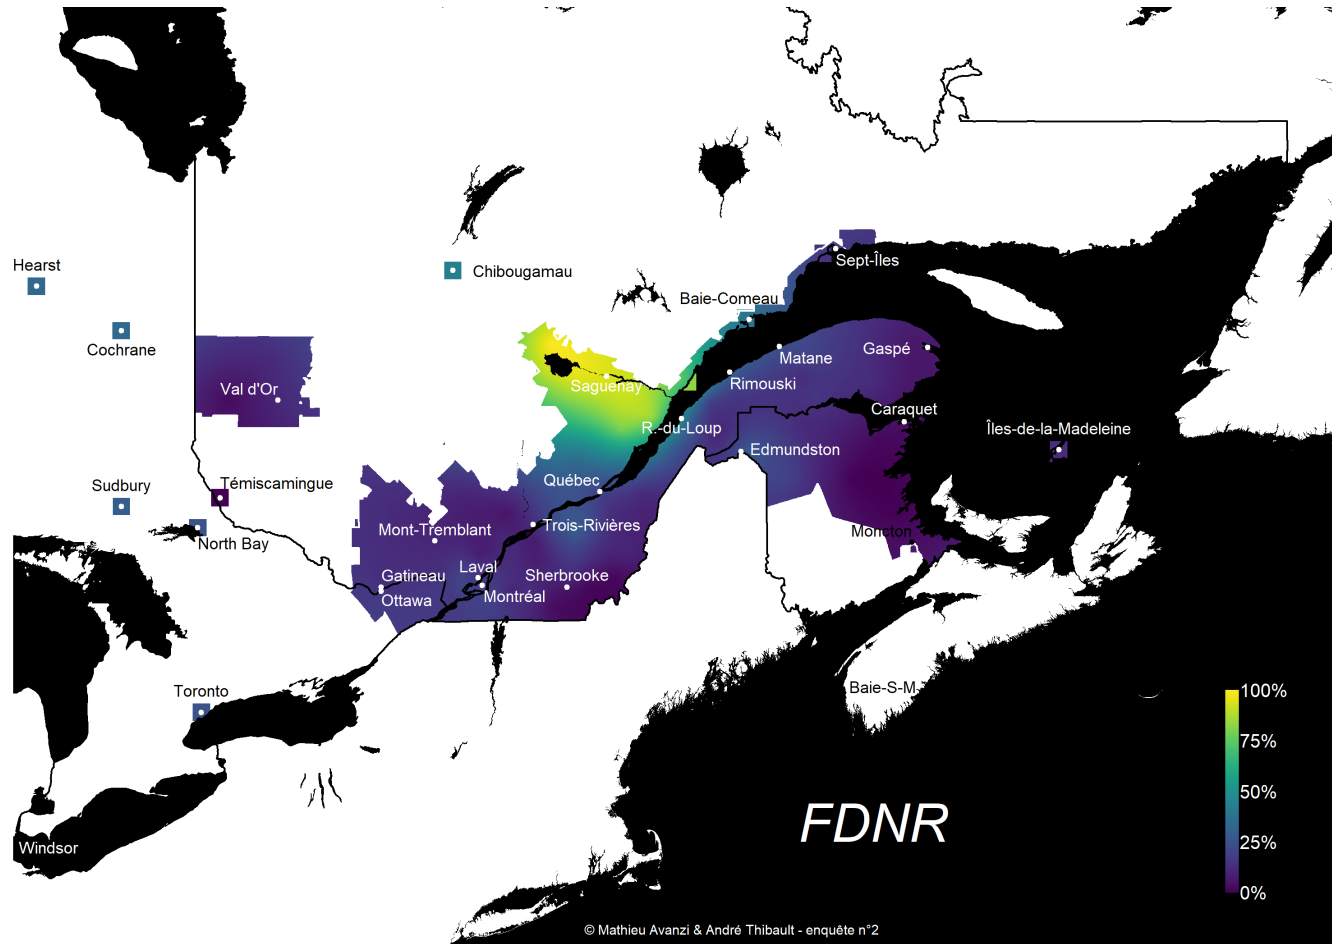 Hearst
Chibougamau
Sept-Îles
Baie-Comeau
Cochrane
Matane
Gaspé
Val d'Or
Saguenay
Rimouski
Caraquet
R.-du-Loup
Îles-de-la-Madeleine
Edmundston
Sudbury
Témiscamingue
Québec
Mont-Tremblant
Trois-Rivières
Moncton
North Bay
Laval
Gatineau
Sherbrooke
Ottawa
Montréal
Toronto
Baie-S-M
100%
75%
50%
25%
0%
FDNR
Windsor
© Mathieu Avanzi & André Thibault - enquête n°2